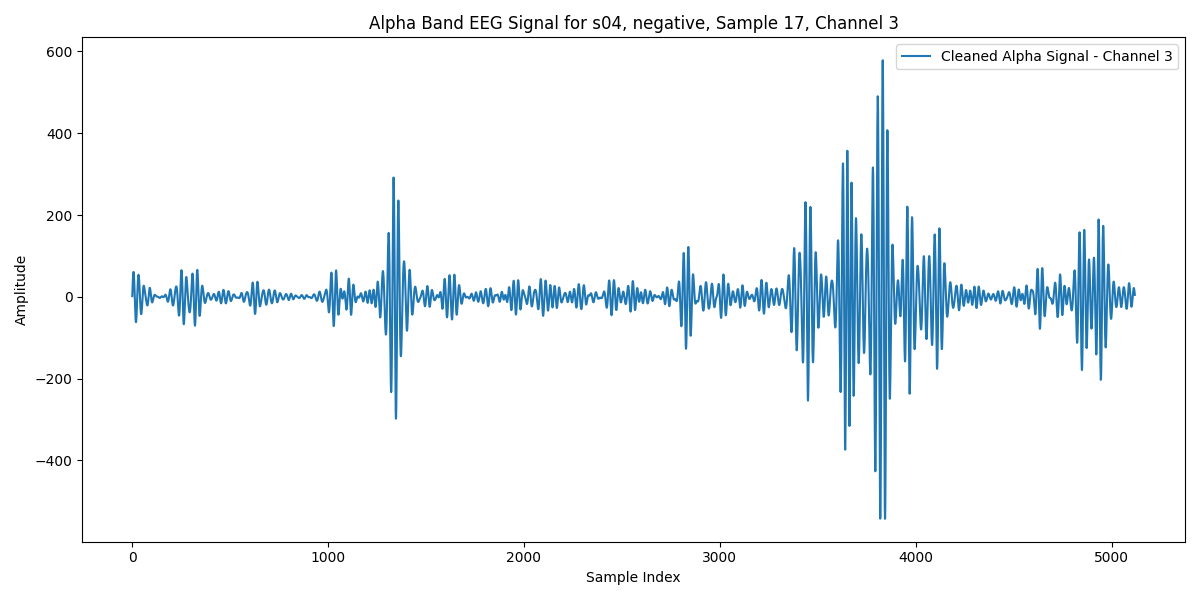 Alpha Band EEG Signal for s04, negative, Sample 17, Channel 3
Cleaned Alpha Signal - Channel 3
Amplitude
600
400
200
0
−200
−400
0 1000 2000 3000 4000 5000
Sample Index